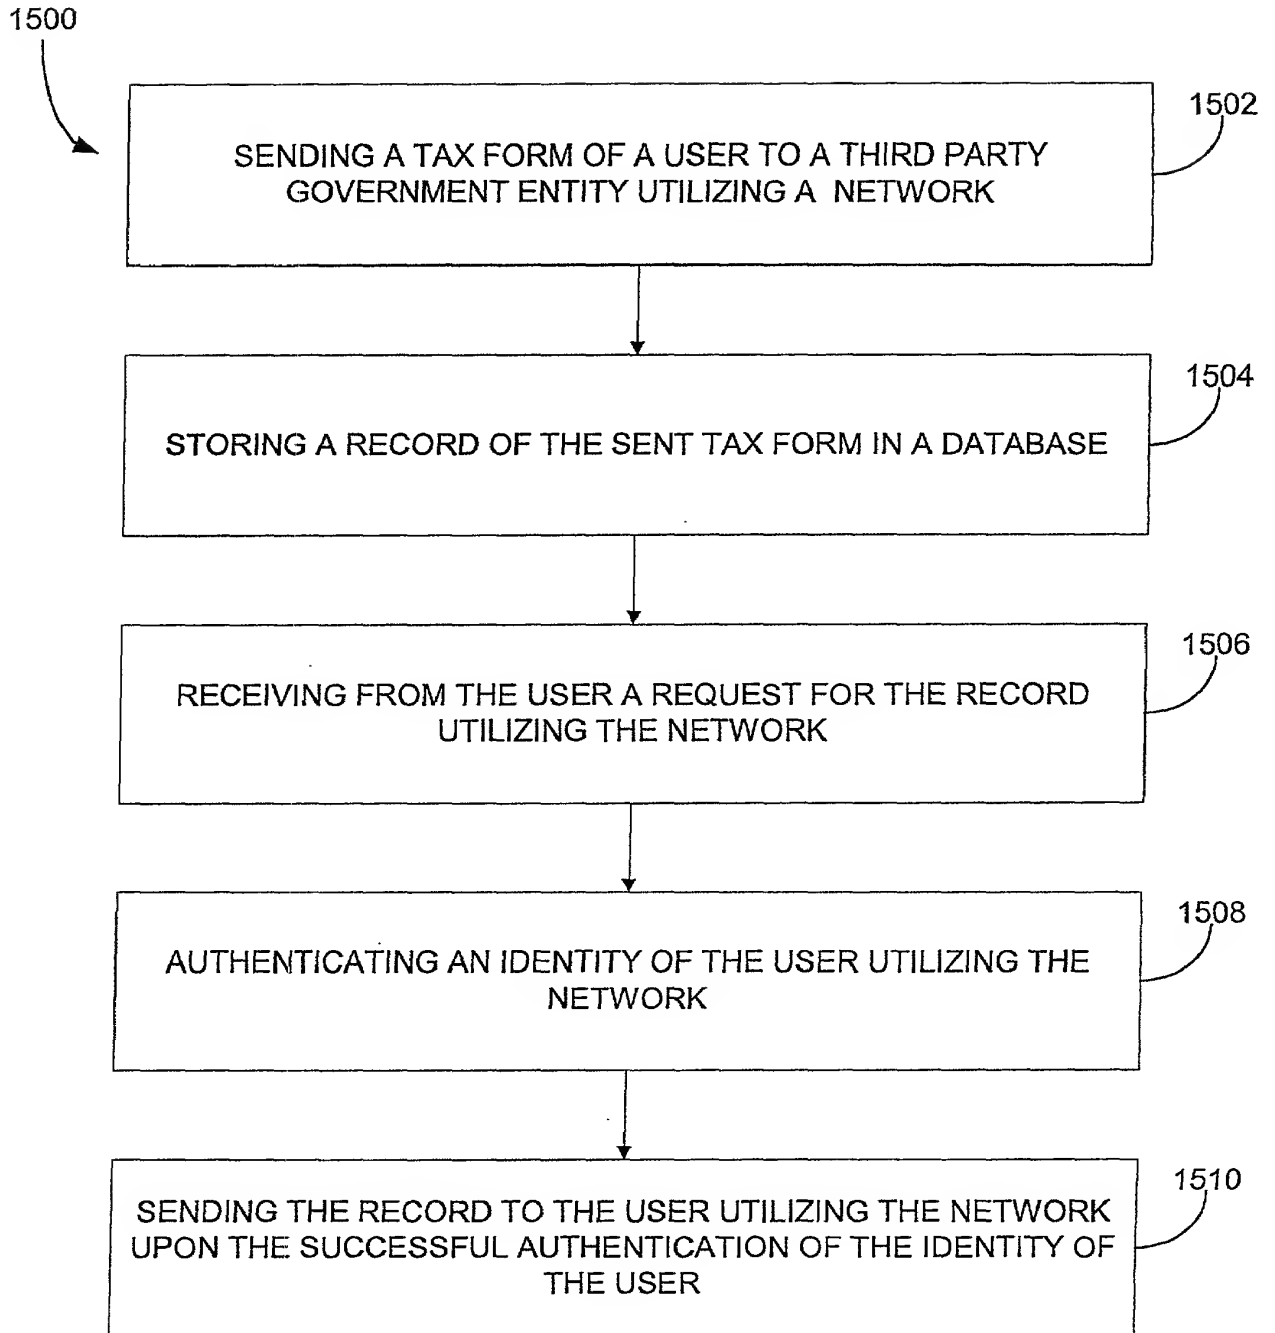 1500
1502
SENDING A TAX FORM OF A USER TO A THIRD PARTY
GOVERNMENT ENTITY UTILIZING A NETWORK
1504
STORING A RECORD OF THE SENT TAX FORM IN A DATABASE
1506
RECEIVING FROM THE USER A REQUEST FOR THE RECORD
UTILIZING THE NETWORK
1508
AUTHENTICATING AN IDENTITY OF THE USER UTILIZING THE
NETWORK
1510
SENDING THE RECORD TO THE USER UTILIZING THE NETWORK
UPON THE SUCCESSFUL AUTHENTICATION OF THE IDENTITY OF
THE USER